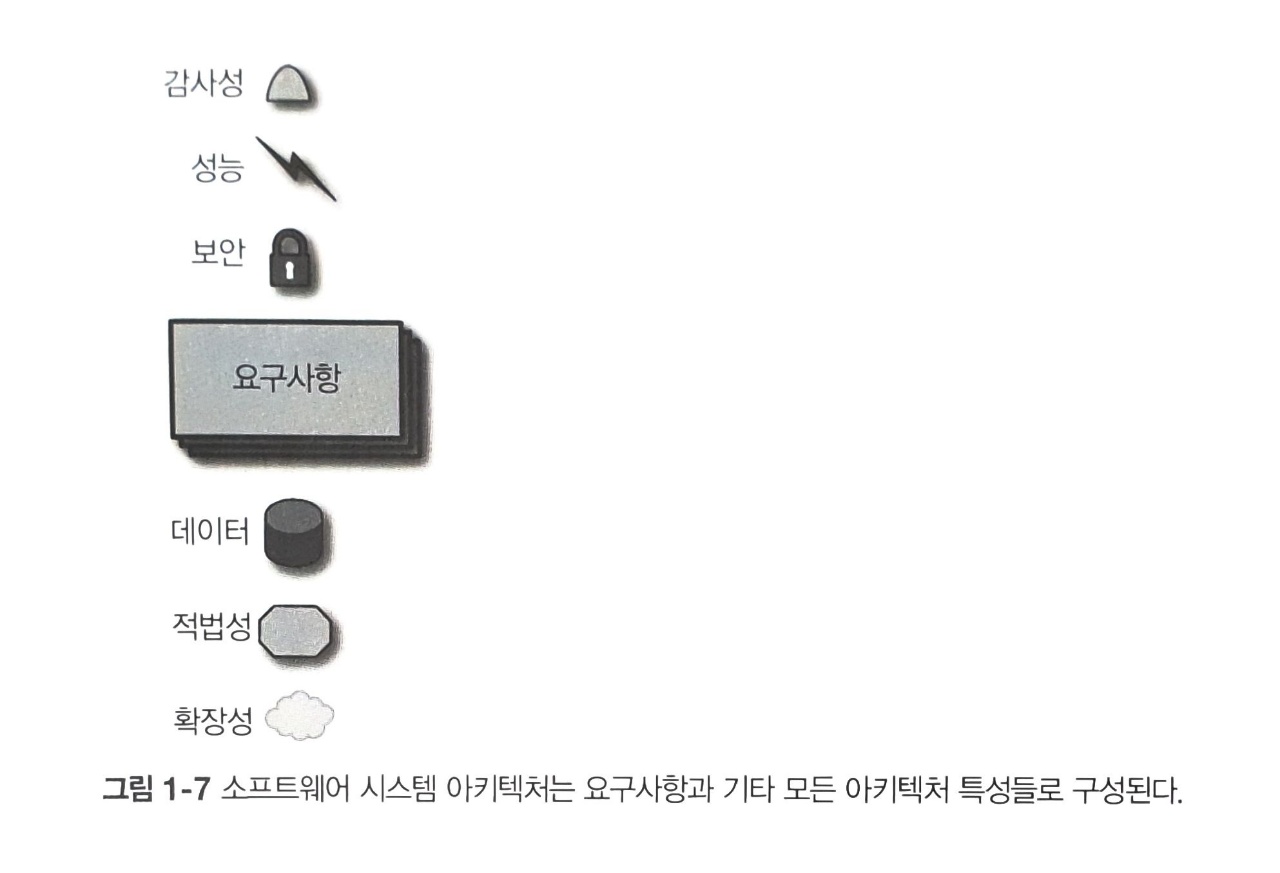 감사성
성능
보안
요구사항
데이터
적법성
확장성
그림 1-7 소프트웨어 시스템 아키텍처는 요구사항과 기타 모든 아키텍처 특성들로 구성된다.